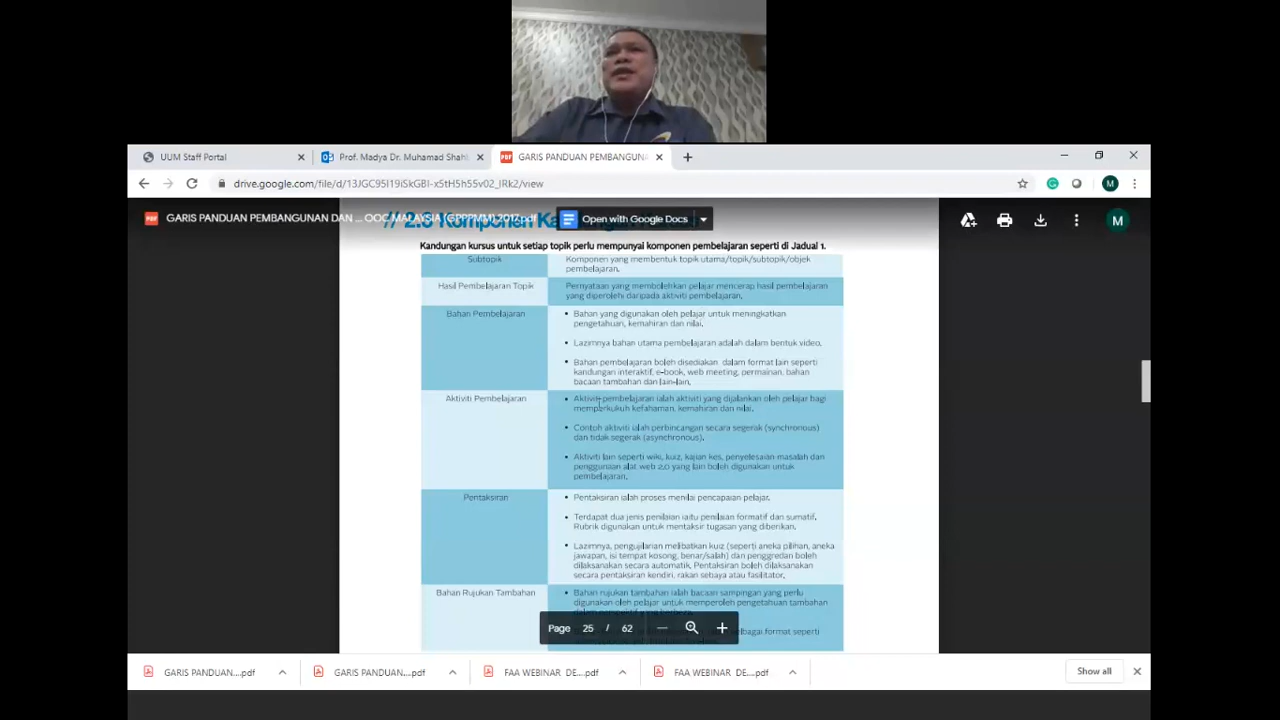 UUM Staff Portal
Prof. Madya Dr. Muhamad Shahb
GARIS PANDUAN PEMBANGUNA
drive.google.com/file/d/13JGC95I19iSkGBI-x5tH5h55v02_IRk2/view
M
GARIS PANDUAN PEMBANGUNAN DAN ... OOC MALAYSIA (GPPPMM) 2017.pdf
Open with Google Docs
M
Kandungan kursus untuk setiap topik perlu mempunyai komponen pembelajaran seperti di Jadual 1.
Subtopik
Komponen yang membentuk topik utama/topik/subtopik/objek
pembelajaran.
Hasil Pembelajaran Topik
Pernyataan yang membolehkan pelajar mencerap hasil pembelajaran
yang diperolehi daripada aktiviti pembelajaran.
Bahan Pembelajaran
• Bahan yang digunakan oleh pelajar untuk meningkatkan
pengetahuan, kemahiran dan nilai.
• Lazimnya bahan utama pembelajaran adalah dalam bentuk video.
• Bahan pembelajaran boleh disediakan dalam format lain seperti
kandungan interaktif, e-book, web meeting, permainan, bahan
bacaan tambahan dan lain-lain.
Aktiviti Pembelajaran
• Aktiviti pembelajaran ialah aktiviti yang dijalankan oleh pelajar bagi
memperkukuh kefahaman, kemahiran dan nilai.
• Contoh aktiviti ialah perbincangan secara segerak (synchronous)
dan tidak segerak (asynchronous).
• Aktiviti lain seperti wiki, kuiz, kajian kes, penyelesaian masalah dan
penggunaan alat web 2.0 yang lain boleh digunakan untuk
pembelajaran.
Pentaksiran
• Pentaksiran ialah proses menilai pencapaian pelajar.
• Terdapat dua jenis penilaian iaitu penilaian formatif dan sumatif.
Rubrik digunakan untuk mentaksir tugasan yang diberikan.
• Lazimnya, pengujian melibatkan kuiz (seperti aneka pilihan, aneka
jawapan, isi tempat kosong, benar/salah) dan penggredan boleh
dilaksanakan secara automatik. Pentaksiran boleh dilaksanakan
secara pentaksiran kendiri, rakan sebaya atau fasilitator.
Bahan Rujukan Tambahan
• Bahan rujukan tambahan ialah bacaan sampingan yang perlu
digunakan oleh pelajar untuk memperoleh pengetahuan tambahan
format seperti
Page 25 / 62
GARIS PANDUAN....pdf
GARIS PANDUAN....pdf
FAA WEBINAR DE....pdf
FAA WEBINAR DE....pdf
Show all